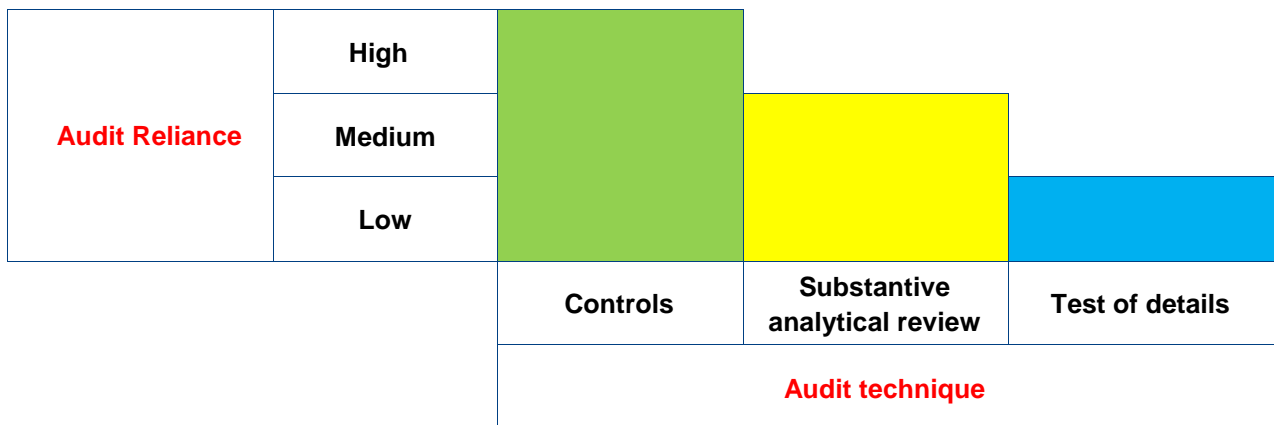 High
Audit Reliance
Medium
Low
Controls
Substantive
analytical review
Test of details
Audit technique